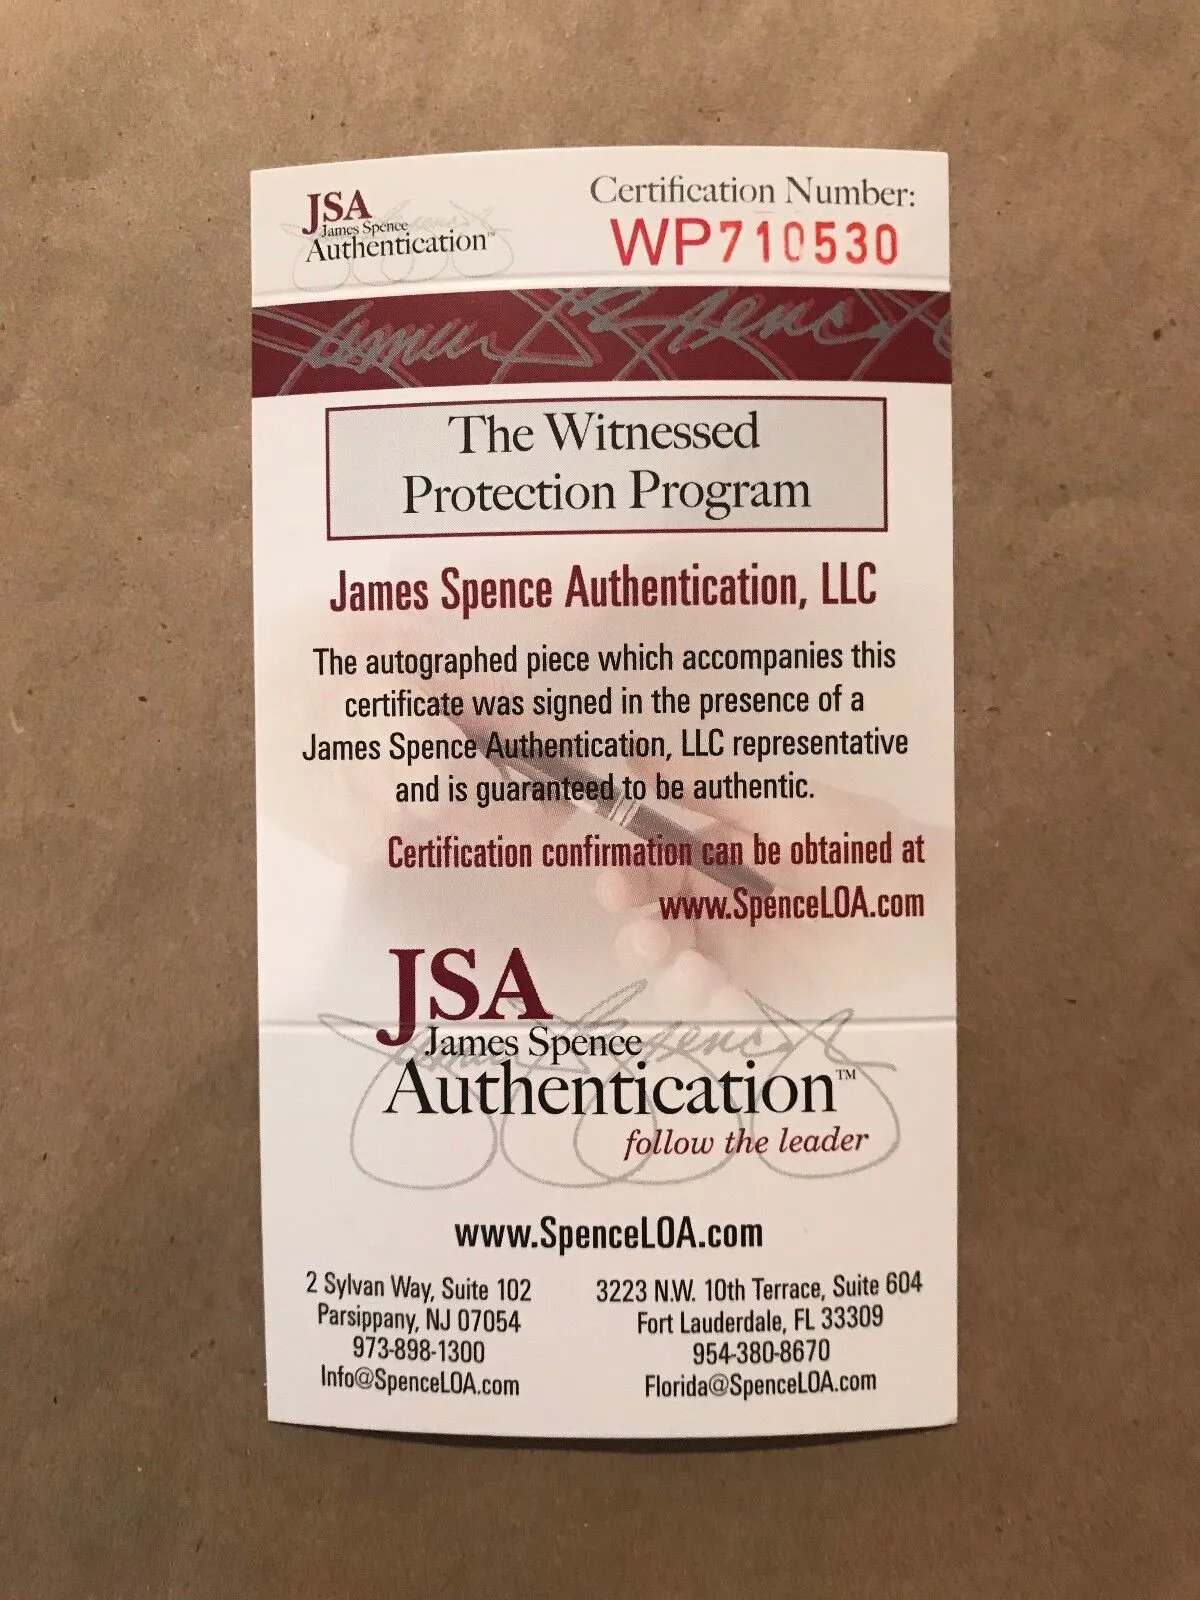 JSA
James Spence
Authentication™
Certification Number:
WP710530
The Witnessed
Protection Program
James Spence Authentication, LLC
The autographed piece which accompanies this
certificate was signed in the presence of a
James Spence Authentication, LLC representative
and is guaranteed to be authentic.
Certification confirmation can be obtained at
www.SpenceLOA.com
JSA
James Spence
Authentication™
follow the leader
www.SpenceLOA.com
2 Sylvan Way, Suite 102
Parsippany, NJ 07054
973-898-1300
Info@SpenceLOA.com
3223 N.W. 10th Terrace, Suite 604
Fort Lauderdale, FL 33309
954-380-8670
Florida@SpenceLOA.com